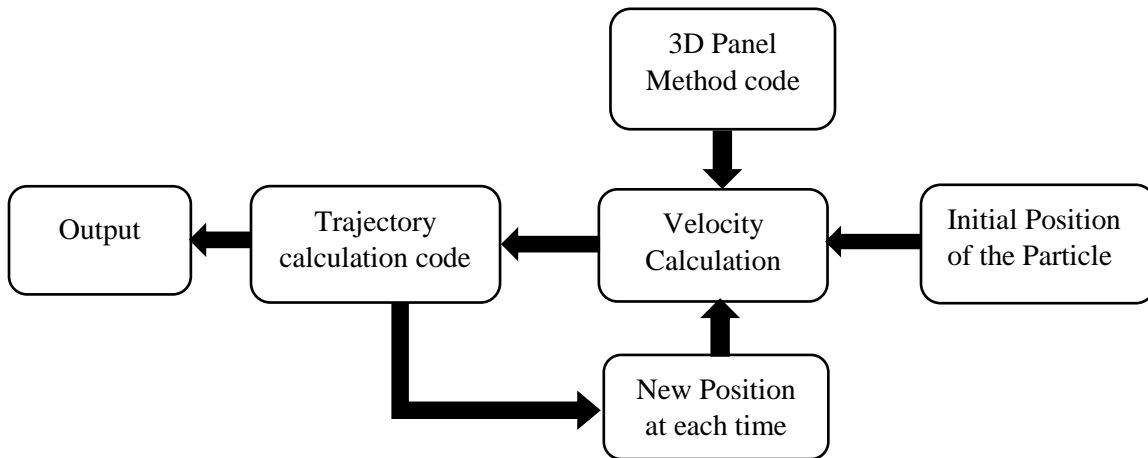 3D Panel
Method code
Output
Trajectory
calculation code
Velocity
Calculation
Initial Position
of the Particle
New Position
at each time